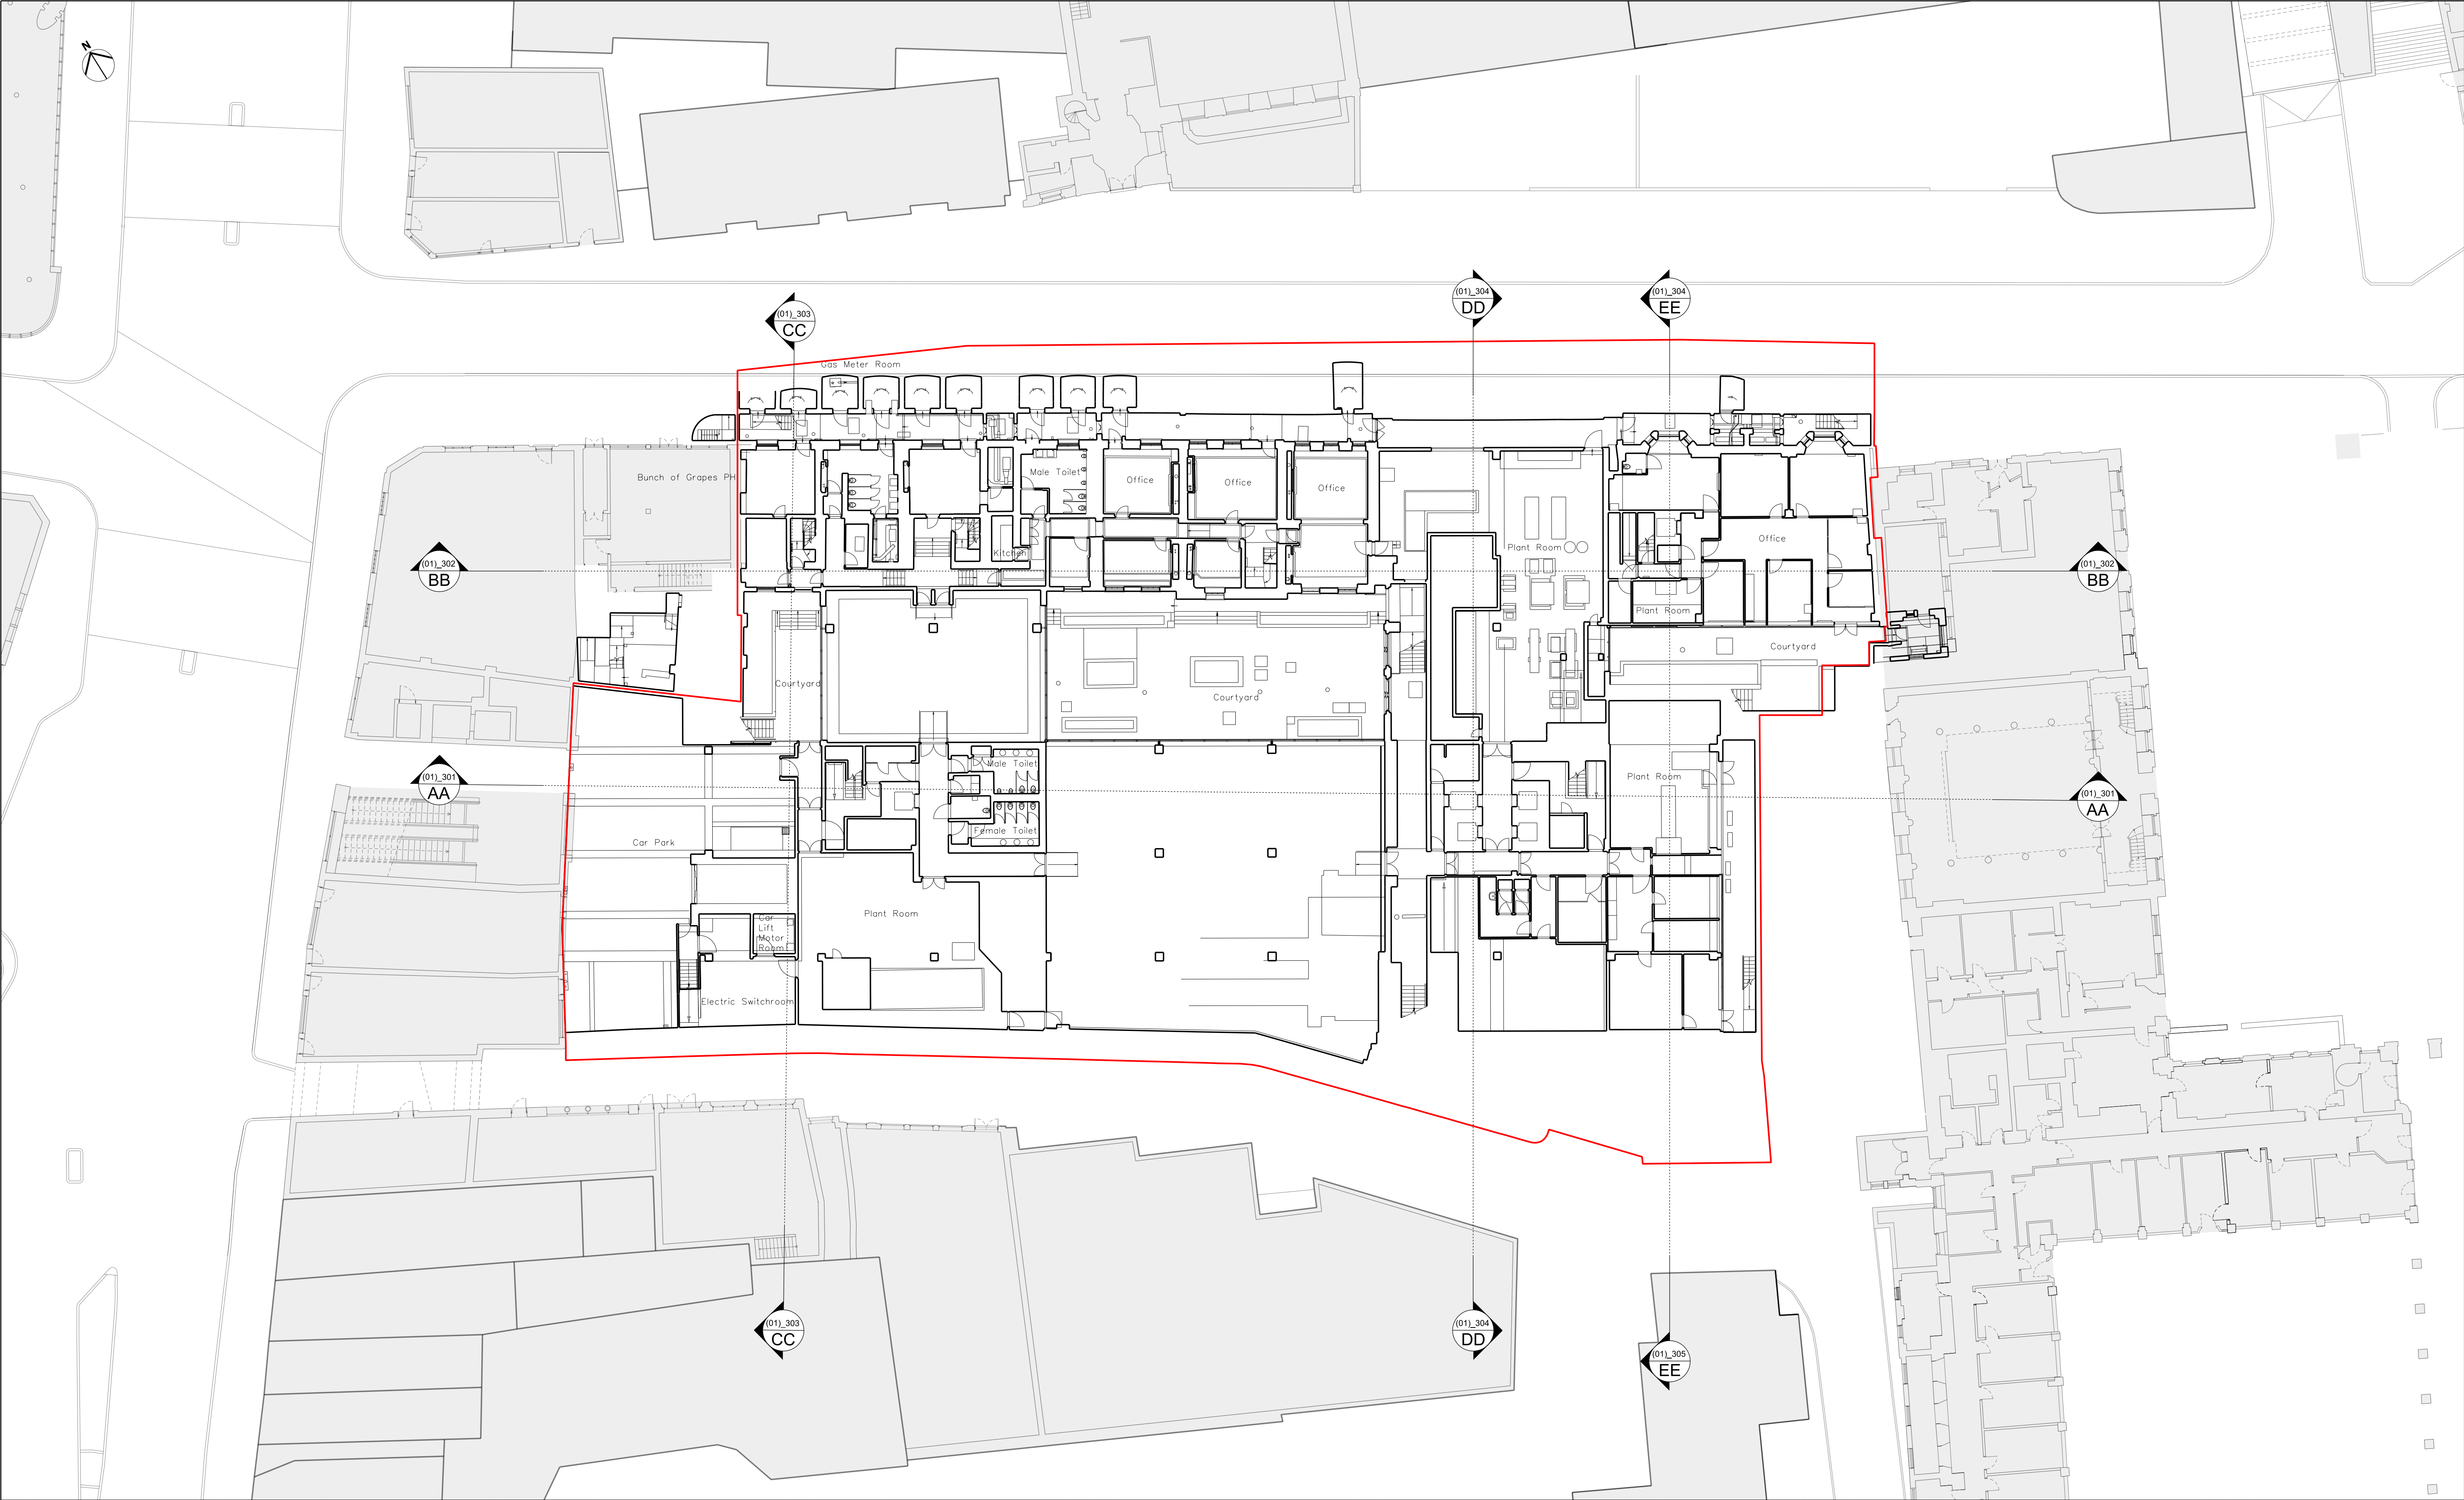 N
(01)_304
DD
(01)_304
EE
(01)_303
CC
Gas Meter Room
Bunch of Grapes PH
Male Toilet
Office
Office
Office
Office
Kitchen
Plant Room
(01)_302
BB
(01)_302
BB
Plant Room
Courtyard
Courtyard
Courtyard
Male Toilet
Plant Room
(01)_301
AA
(01)_301
AA
Female Toilet
Car Park
Plant Room
Car
Lift
Motor
Room
Electric Switchroom
(01)_303
CC
(01)_304
DD
(01)_305
EE